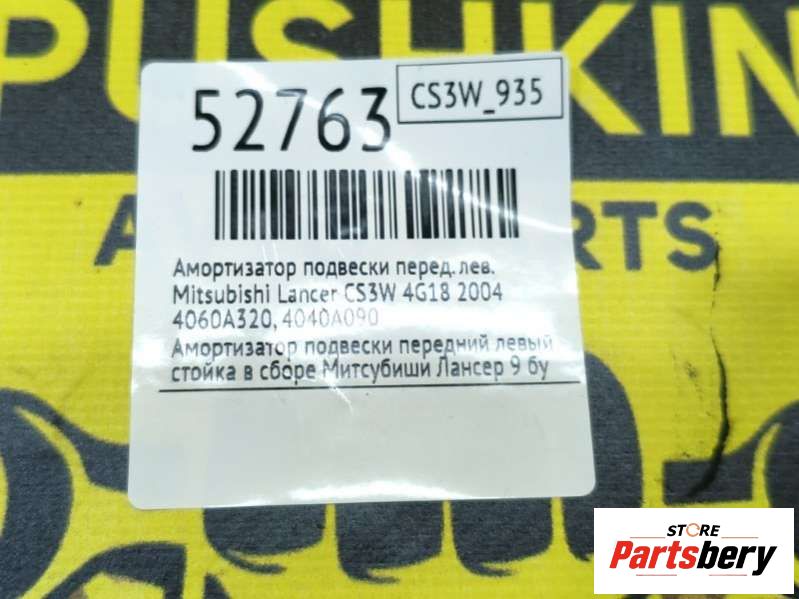 PUSHKIN
52763
CS3W_935
PARTS
Амортизатор подвески перед. лев.
Mitsubishi Lancer CS3W 4G18 2004
4060A320, 4040A090
Амортизатор подвески передний левый
стойка в сборе Митсубиши Лансер 9 бу
STORE
Partsbery